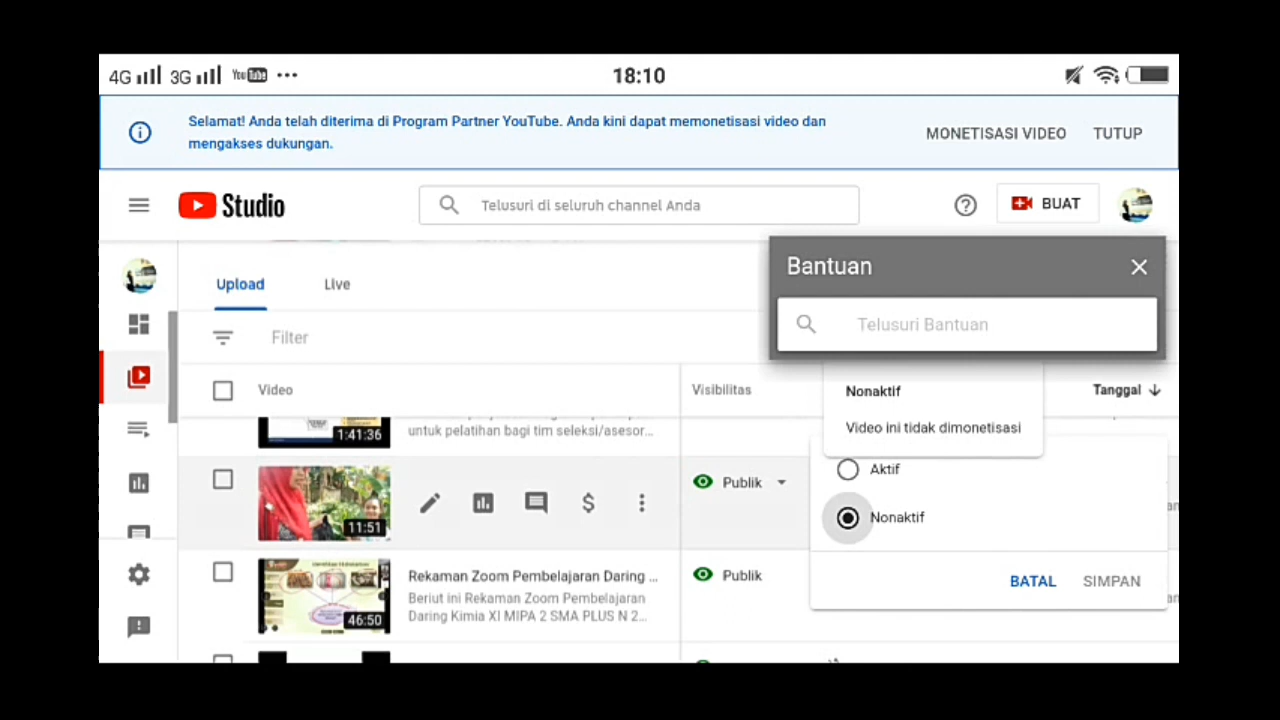 4G 3G YouTube ••• 18:10
Selamat! Anda telah diterima di Program Partner YouTube. Anda kini dapat memonetisasi video dan
mengakses dukungan.
MONETISASI VIDEO TUTUP
Studio
Telusuri di seluruh channel Anda
BUAT
Bantuan
Telusuri Bantuan
Upload Live
Filter
Video Visibilitas Tanggal
Nonaktif
Video ini tidak dimonetisasi
1:41:36
untuk pelatihan bagi tim seleksi/asesor...
11:51
Publik
Aktif
Nonaktif
BATAL SIMPAN
46:50
Rekaman Zoom Pembelajaran Daring ...
Beriut ini Rekaman Zoom Pembelajaran
Daring Kimia XI MIPA 2 SMA PLUS N 2...
Publik